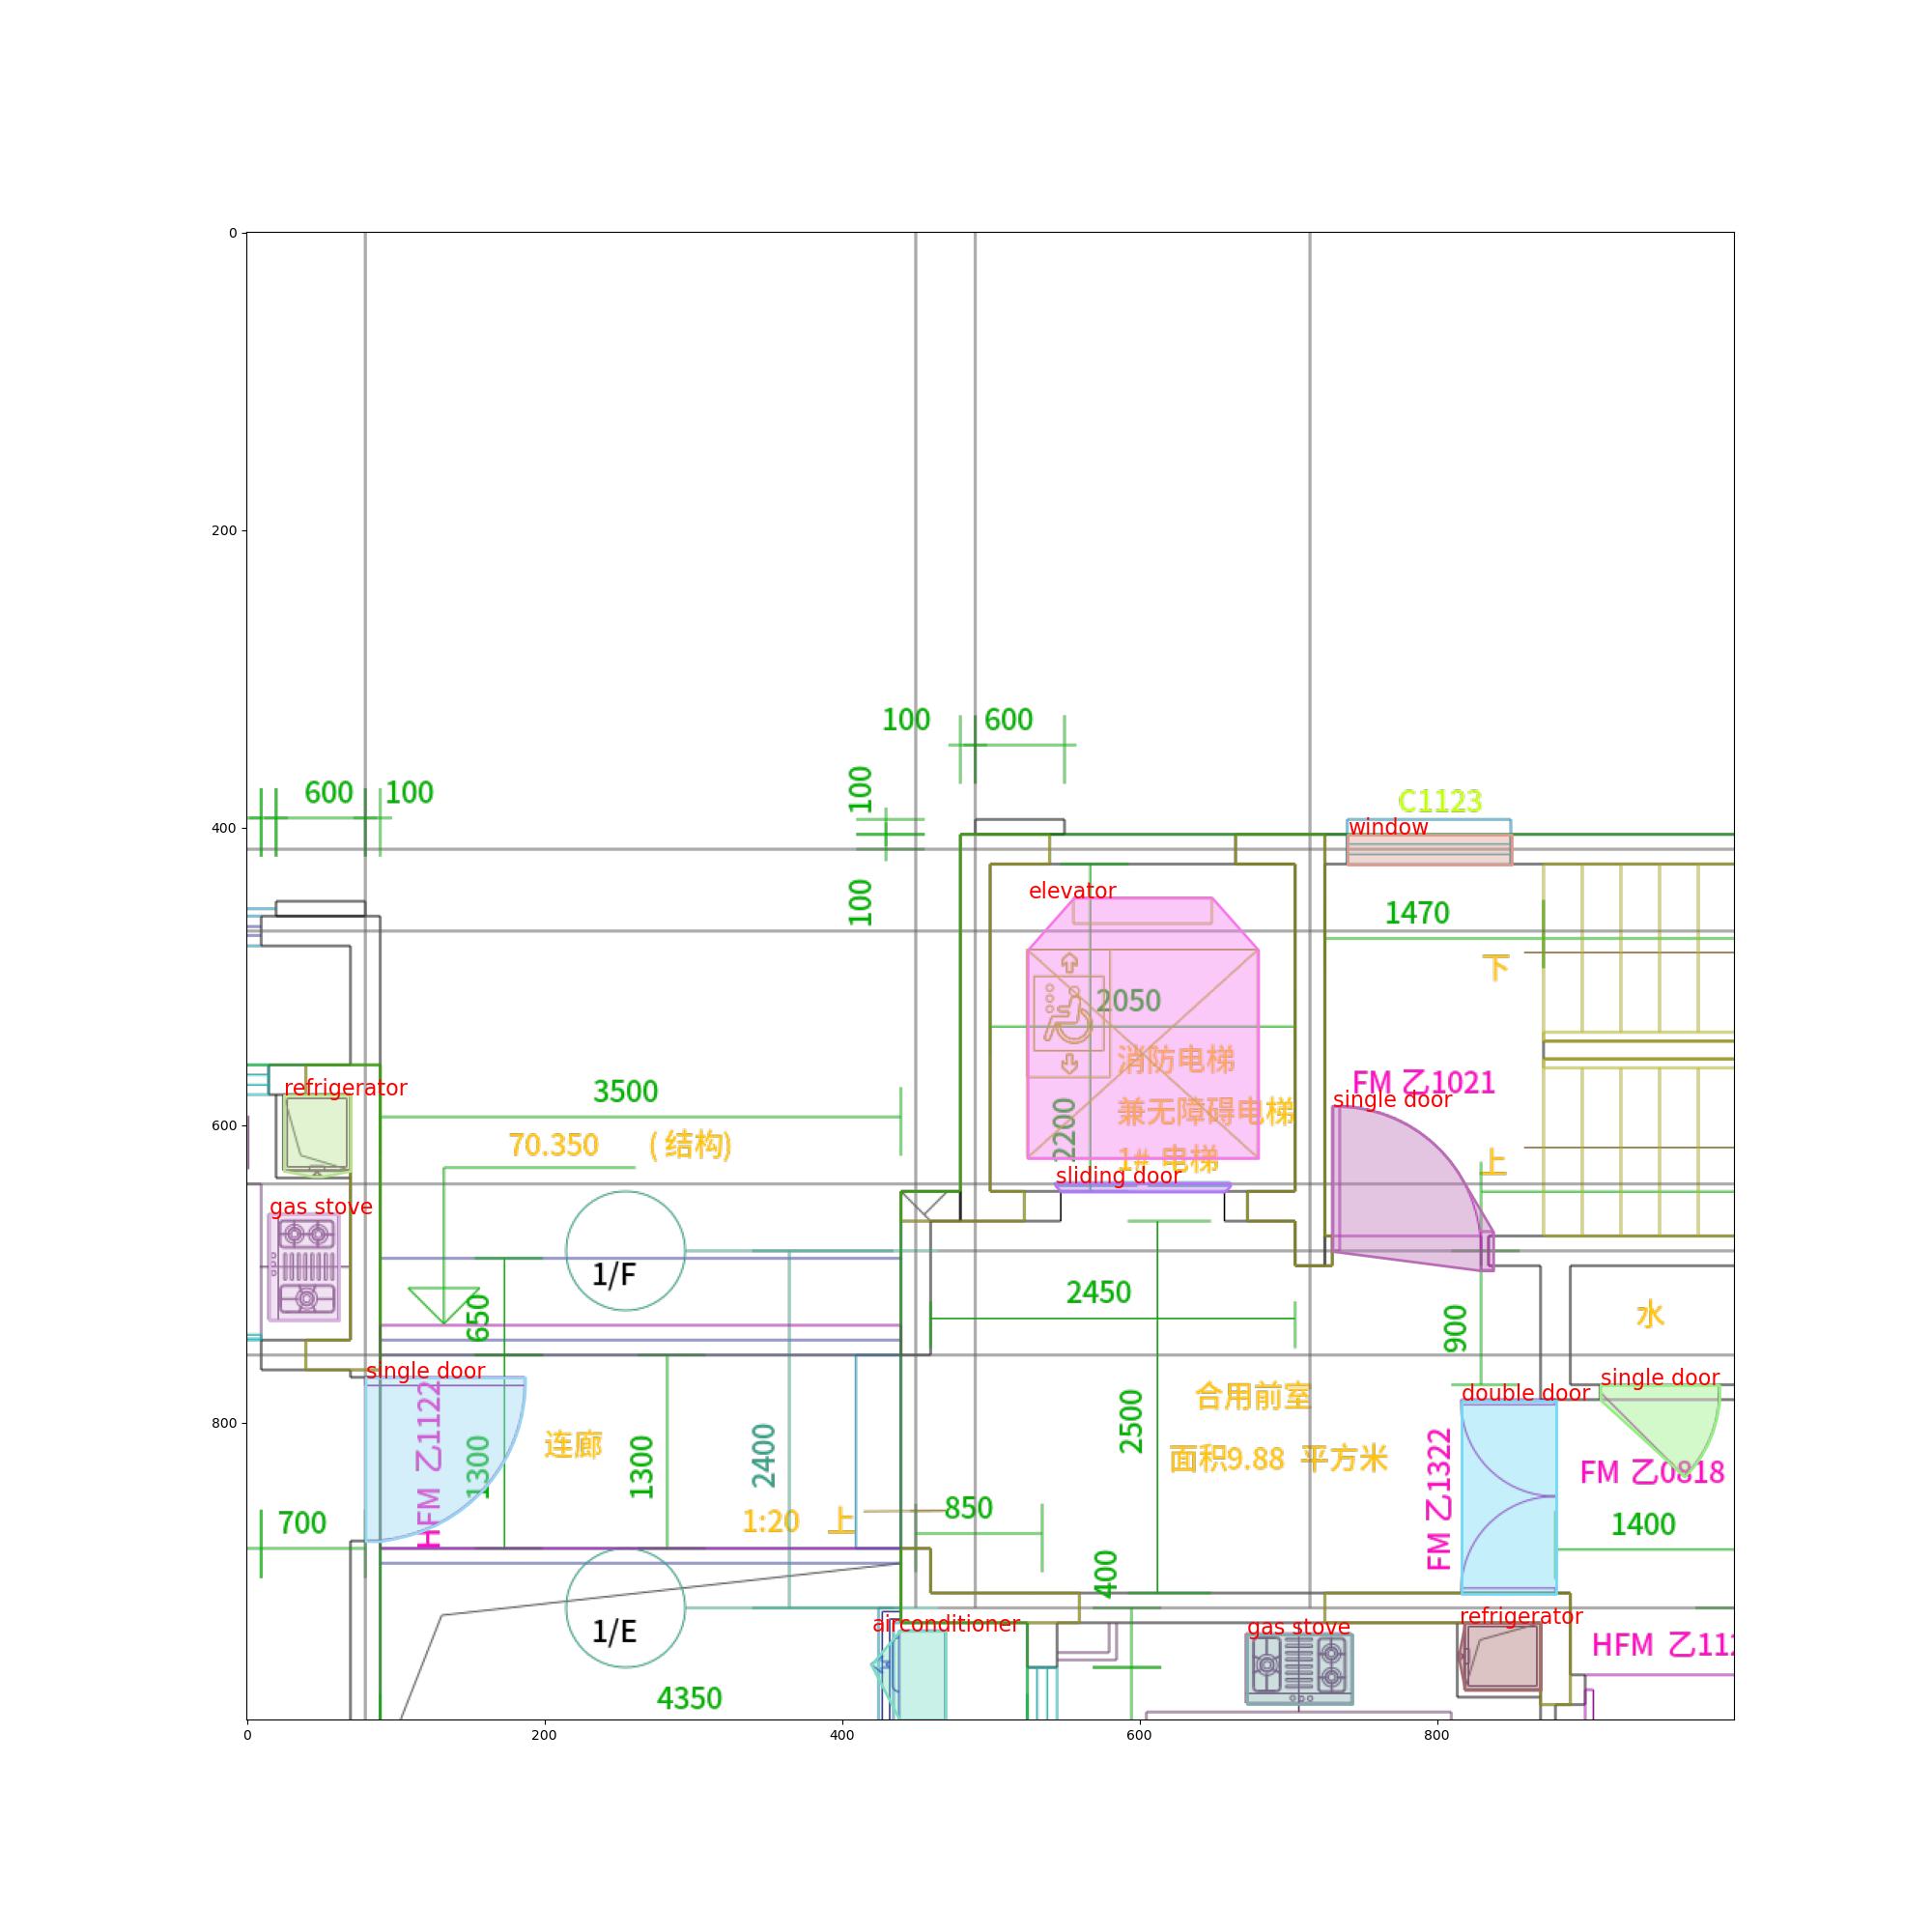 0
200
400
600
800
0
200
400
600
800
100
600
600
100
100
100
C1123
window
elevator
1470
下
2050
消防电梯
兼无障碍电梯
1# 电梯
2200
sliding door
FM 乙1021
single door
上
refrigerator
3500
70.350 (结构)
gas stove
1/F
650
2450
900
水
single door
HFM 乙1122
1300
连廊
1300
2400
2500
合用前室
面积9.88 平方米
double door
FM 乙1322
single door
FM 乙0818
700
1:20 上
850
1400
400
1/E
airconditioner
gas stove
refrigerator
HFM 乙112
4350